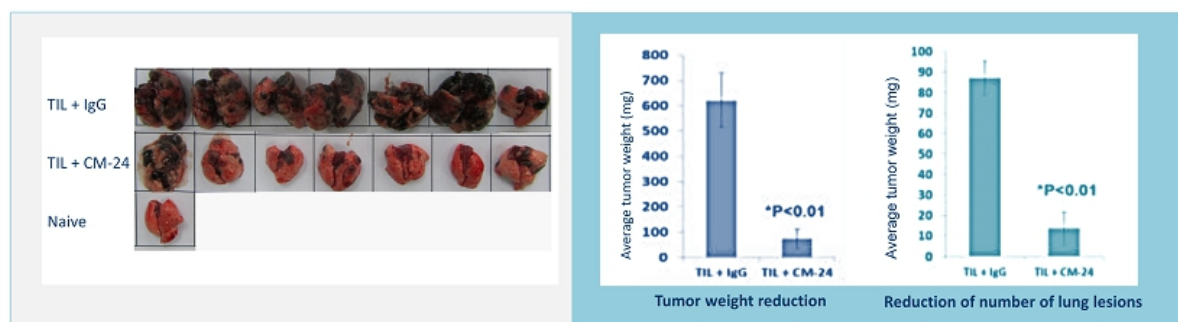 TIL + IgG
TIL + CM-24
Naive
Average tumor weight (mg)
800
700
600
500
400
300
200
100
0
*P<0.01
TIL + IgG
TIL + CM-24
Tumor weight reduction
Average tumor weight (mg)
100
90
80
70
60
50
40
30
20
10
0
*P<0.01
TIL + IgG
TIL + CM-24
Reduction of number of lung lesions